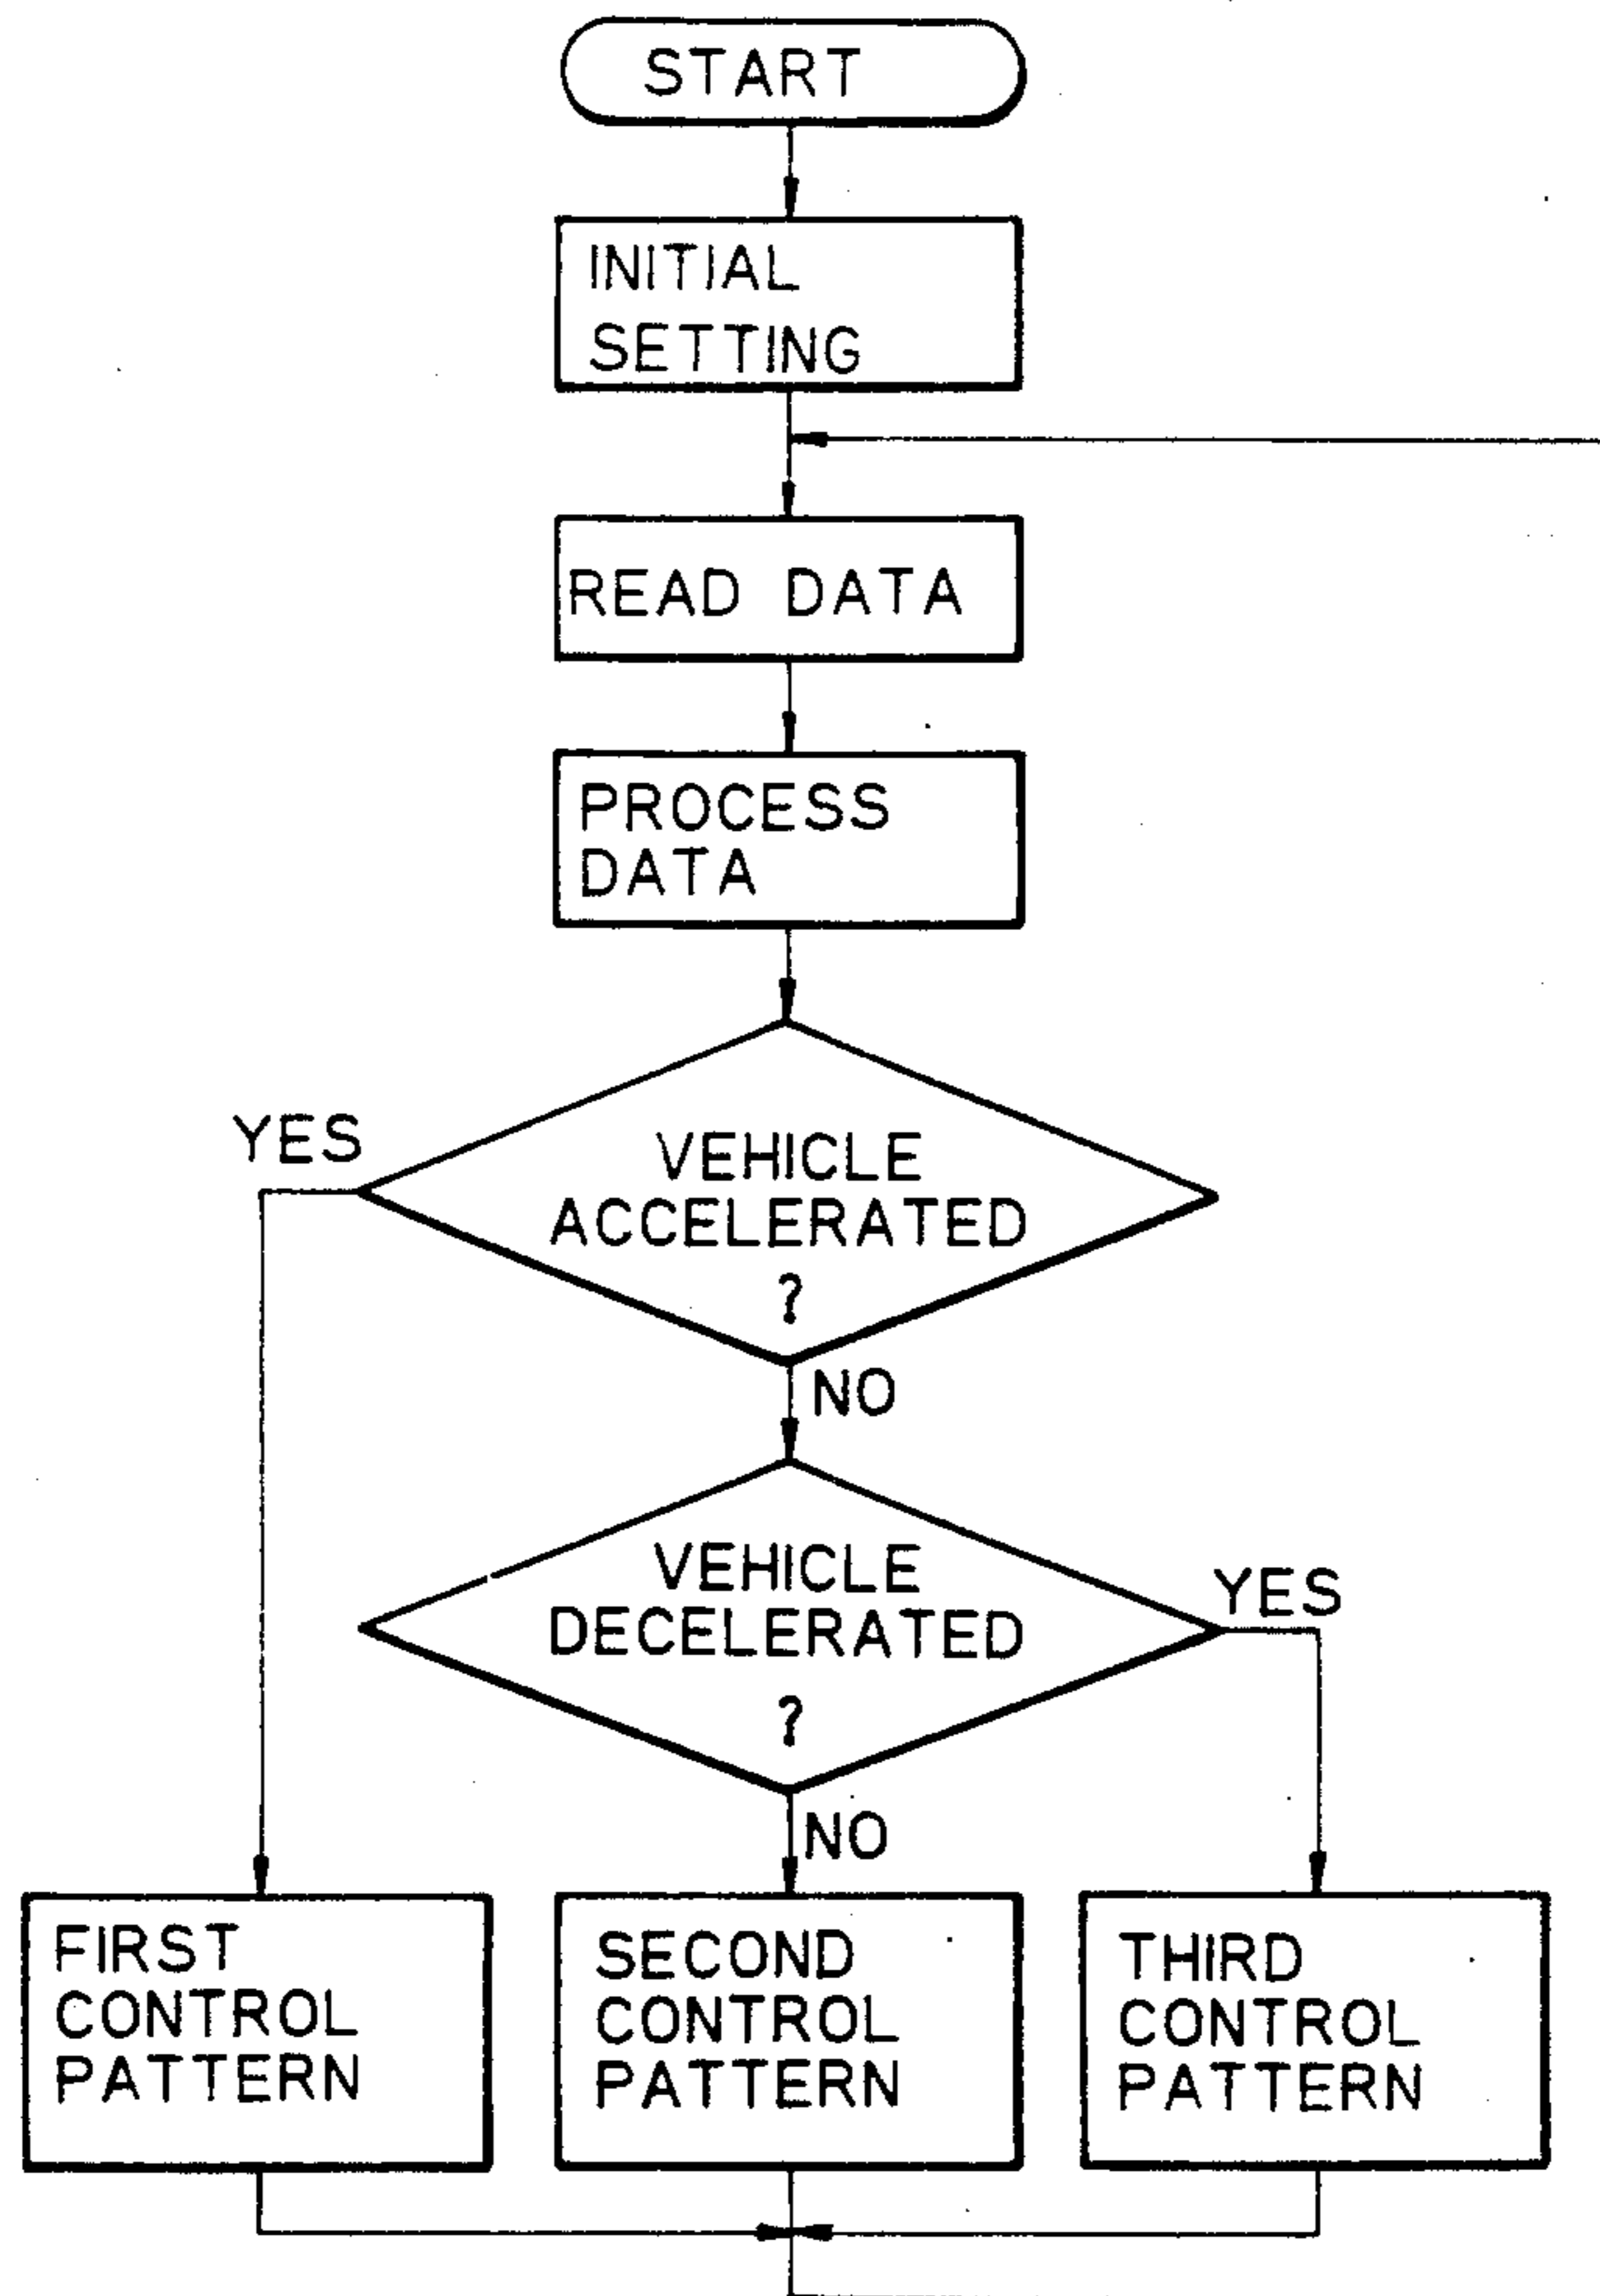 START
INITIAL
SETTING
READ DATA
PROCESS
DATA
YES
VEHICLE
ACCELERATED
?
NO
VEHICLE
DECELERATED
?
YES
NO
FIRST
CONTROL
PATTERN
SECOND
CONTROL
PATTERN
THIRD
CONTROL
PATTERN